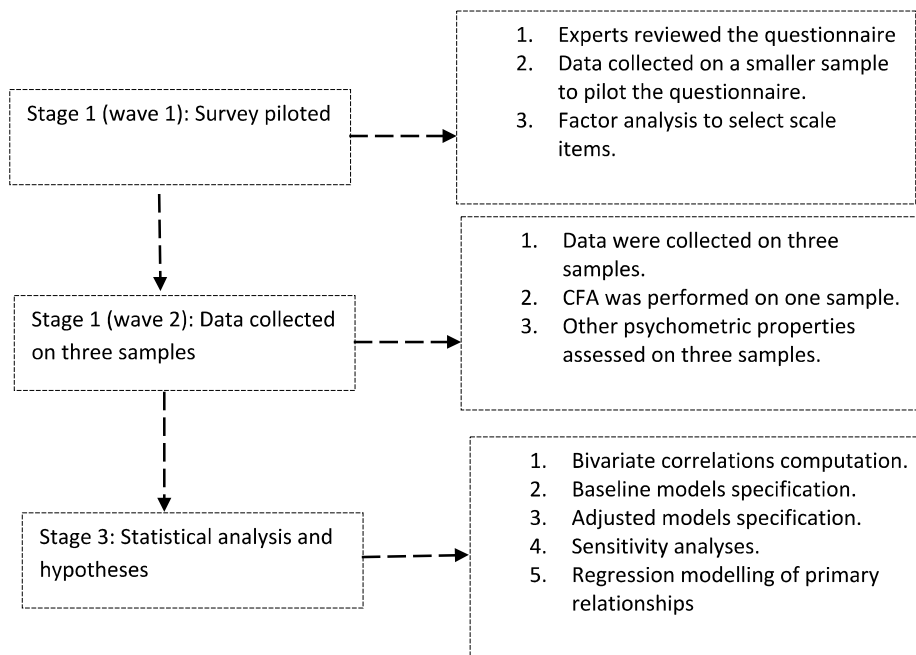 Stage 1 (wave 1): Survey piloted
1. Experts reviewed the questionnaire
2. Data collected on a smaller sample
to pilot the questionnaire.
3. Factor analysis to select scale
items.
Stage 1 (wave 2): Data collected
on three samples
1. Data were collected on three
samples.
2. CFA was performed on one sample.
3. Other psychometric properties
assessed on three samples.
Stage 3: Statistical analysis and
hypotheses
1. Bivariate correlations computation.
2. Baseline models specification.
3. Adjusted models specification.
4. Sensitivity analyses.
5. Regression modelling of primary
relationships